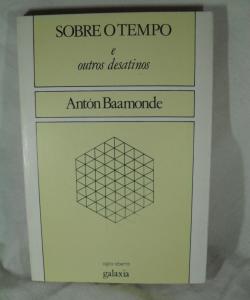 SOBRE O TEMPO
e
outros desatinos
Antón Baamonde
galaxia